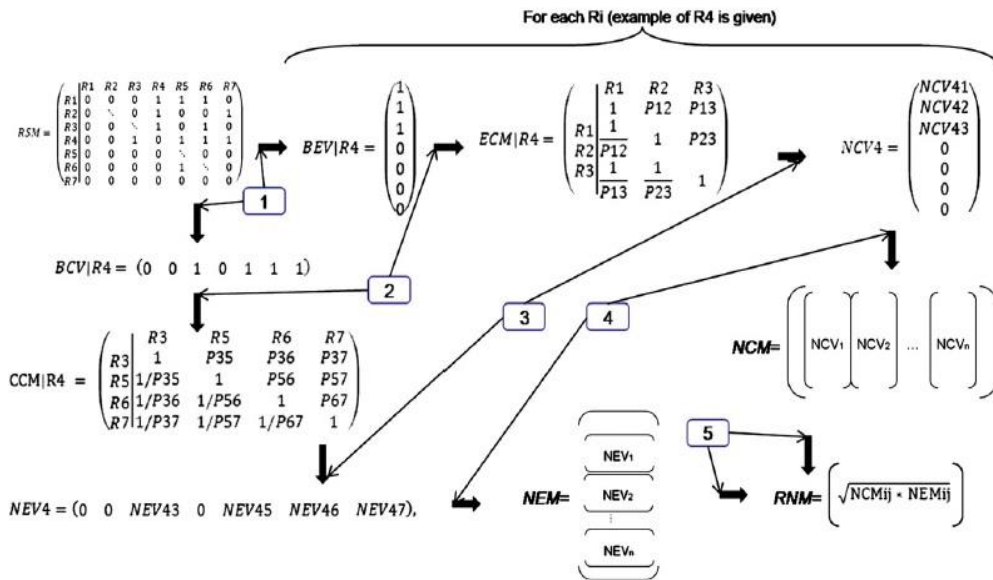 For each Ri (example of R4 is given)
R1 R2 R3 R4 R5 R6 R7
R1 0 0 0 1 1 1 0
R2 0 ⋱ 0 1 0 0 1
R3 0 0 ⋱ 1 0 1 0
RSM =
R4 0 0 1 0 1 1 1
R5 0 0 0 0 ⋱ 0 0
R6 0 0 0 0 1 ⋱ 0
R7 0 0 0 0 0 0 0
1
1
1
BEV|R4 = 0
0
0
0
R1 R2 R3
1 P12 P13
ECM|R4 = R1 R2 R3
1/P12 1 P23
1/P13 1/P23 1
NCV41
NCV42
NCV43
NCV4 = 0
0
0
0
1
BCV|R4 = (0 0 1 0 1 1 1)
2
3
4
R3 R5 R6 R7
R3 1 P35 P36 P37
CCM|R4 = R5 1/P35 1 P56 P57
R6 1/P36 1/P56 1 P67
R7 1/P37 1/P57 1/P67 1
NCM= NCV1 NCV2 ... NCVn
5
NEV4 = (0 0 NEV43 0 NEV45 NEV46 NEV47),
NEM=
NEV1
NEV2
⋮
NEVn
RNM= √NCMij * NEMij